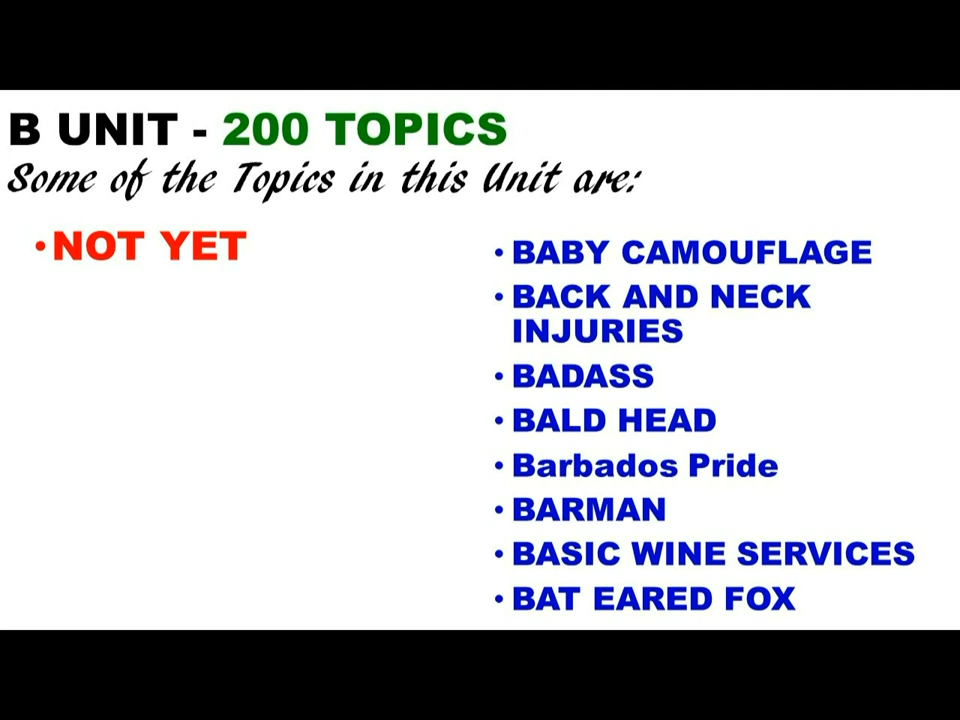 B UNIT - 200 TOPICS
Some of the Topics in this Unit are:
• NOT YET
• BABY CAMOUFLAGE
• BACK AND NECK
INJURIES
• BADASS
• BALD HEAD
• Barbados Pride
• BARMAN
• BASIC WINE SERVICES
• BAT EARED FOX